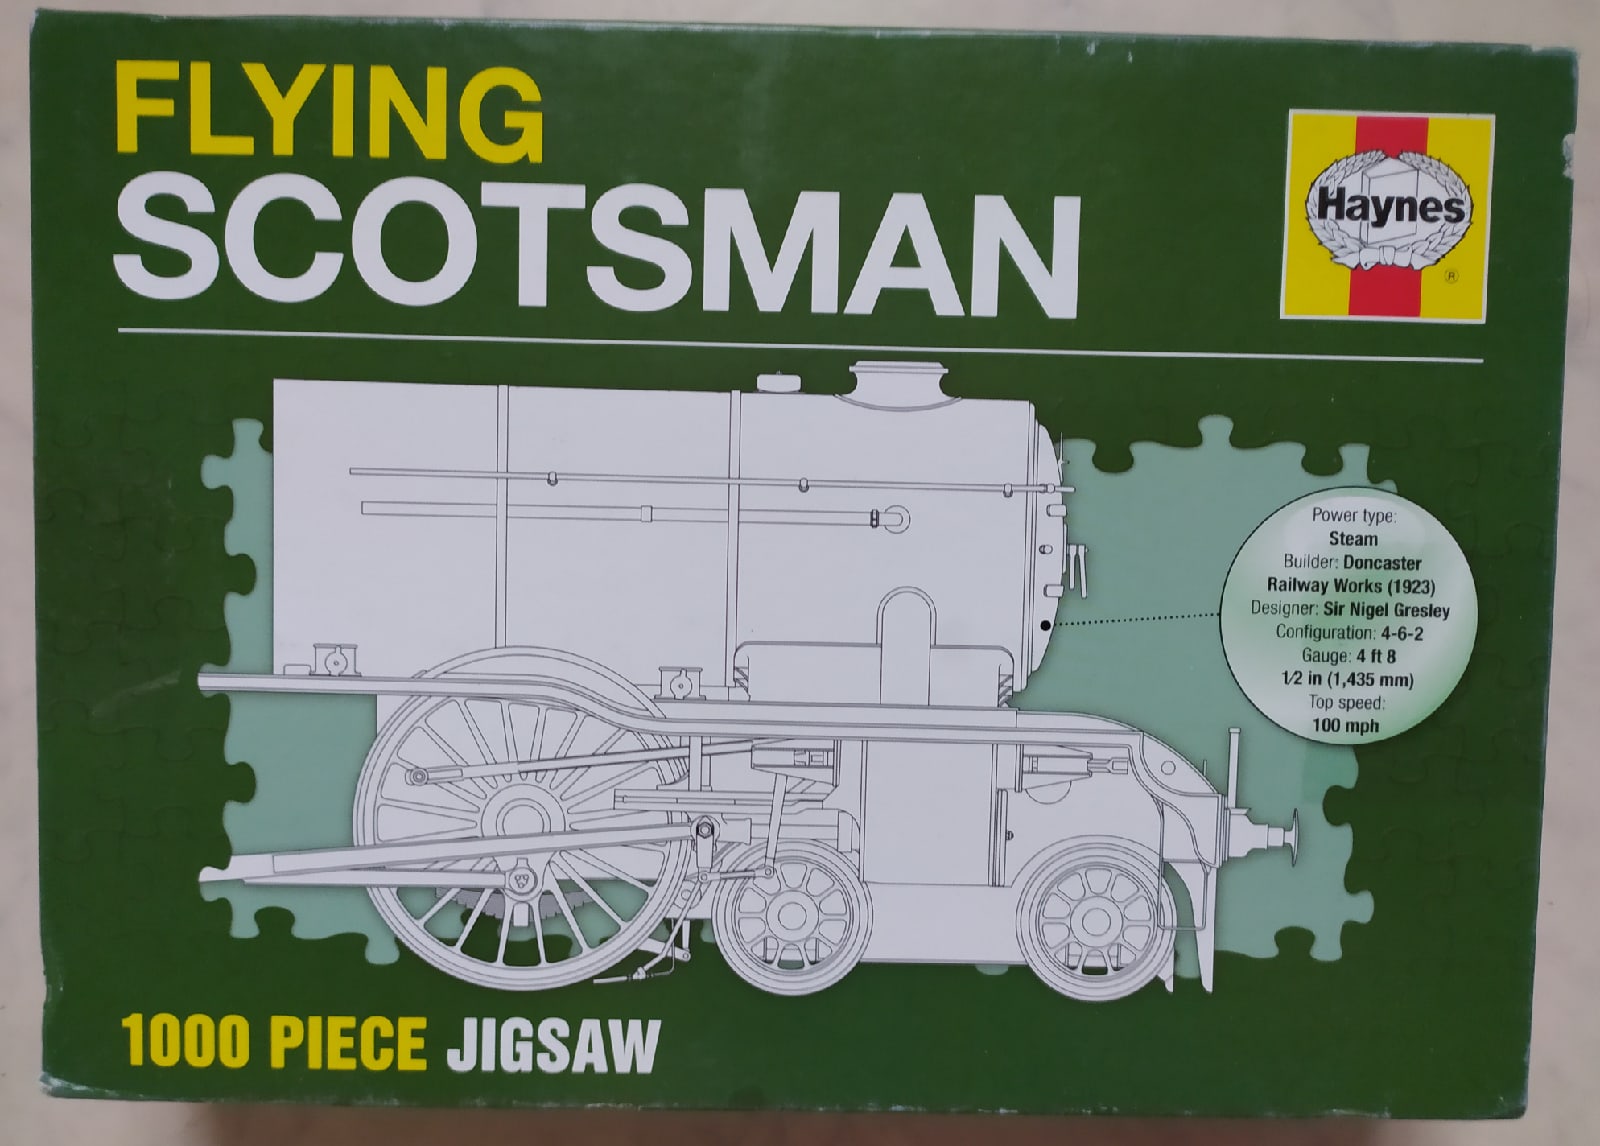 FLYING
SCOTSMAN
Haynes
®
Power type:
Steam
Builder: Doncaster
Railway Works (1923)
Designer: Sir Nigel Gresley
Configuration: 4-6-2
Gauge: 4 ft 8
1/2 in (1,435 mm)
Top speed:
100 mph
1000 PIECE JIGSAW